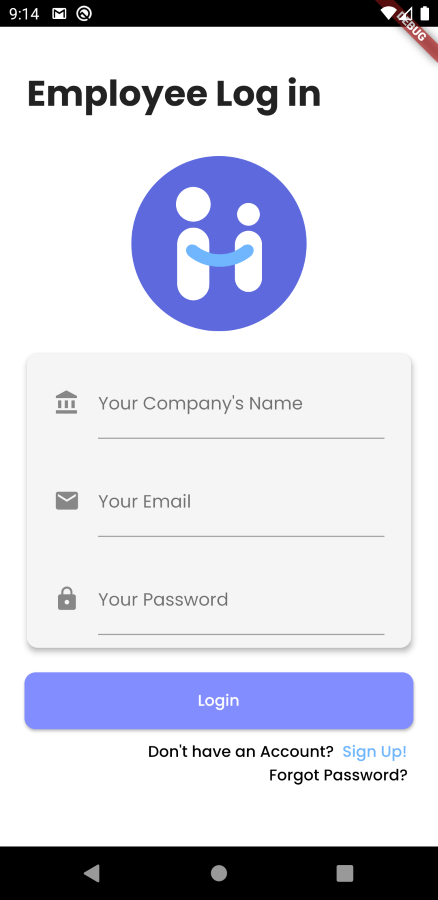 9:14
DEBUG
Employee Log in
Your Company's Name
Your Email
Your Password
Login
Don't have an Account? Sign Up!
Forgot Password?